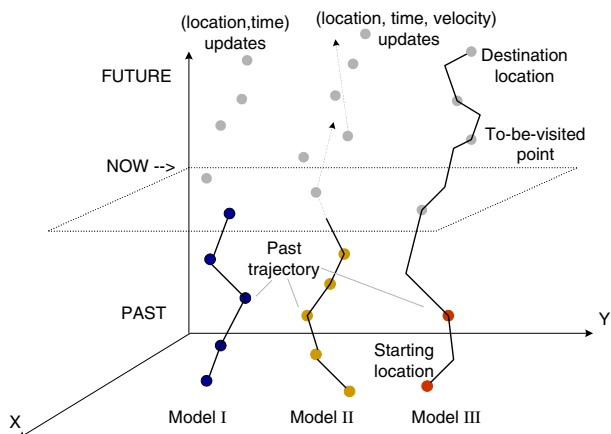 (location,time)
updates
(location, time, velocity)
updates
FUTURE
Destination
location
To-be-visited
point
NOW -->
Past
trajectory
PAST
Y
Starting
location
X
Model I
Model II
Model III